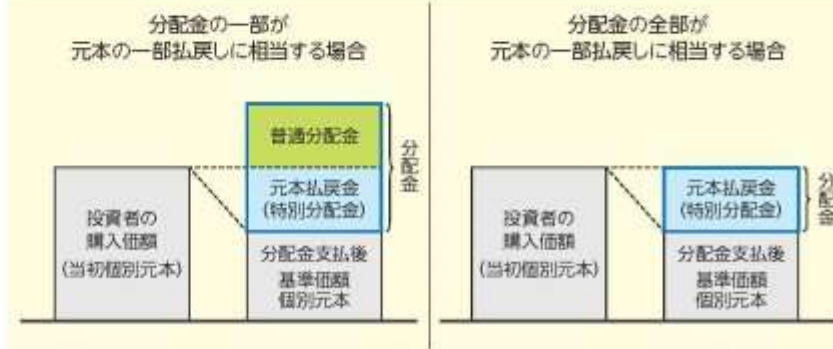 分配金の一部が
元本の一部払戻しに相当する場合
普通分配金
元本払戻金
(特別分配金)
分配金
投資者の
購入価額
(当初個別元本)
分配金支払後
基準価額
個別元本
分配金の全部が
元本の一部払戻しに相当する場合
元本払戻金
(特別分配金)
分配金
投資者の
購入価額
(当初個別元本)
分配金支払後
基準価額
個別元本